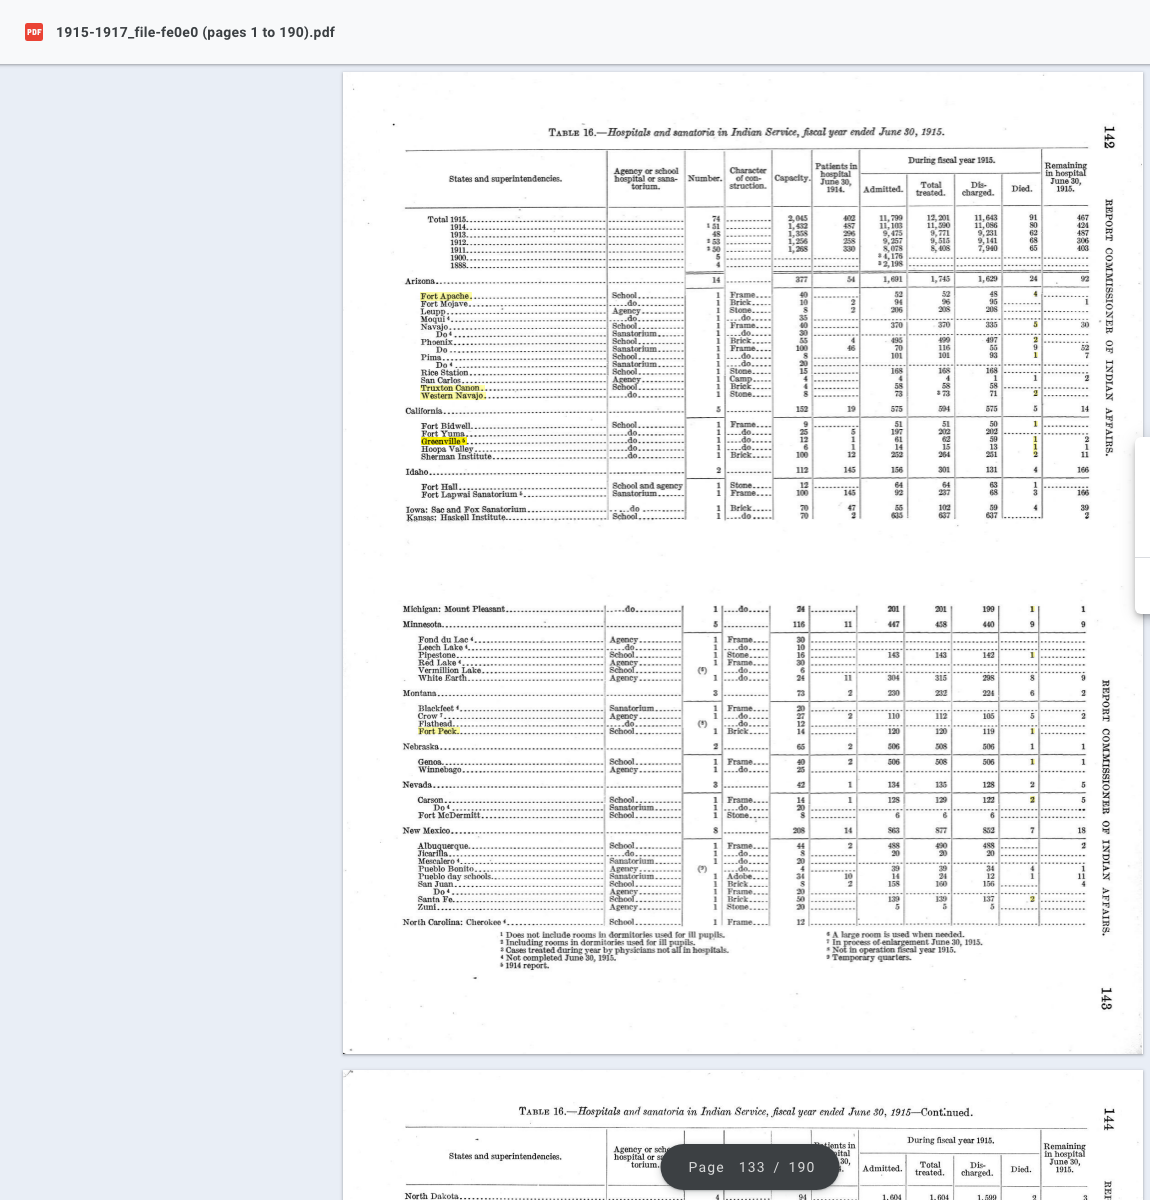 1915-1917_file-fe0e0 (pages 1 to 190).pdf
PDF
142
REPORT COMMISSIONER OF INDIAN AFFAIRS.
TABLE 16.—Hospitals and sanatoria in Indian Service, fiscal year ended June 30, 1915.
States and superintendencies. Agency or school hospital or sanatorium. Number. Character of construction. Capacity. Patients in hospital June 30, 1914. During fiscal year 1915. Admitted. Total treated. Discharged. Died. Remaining in hospital June 30, 1915.
Total 1915 74 2,045 402 11,799 12,201 11,643 91 467
1914 ¹ 51 1,432 487 11,103 11,590 11,086 80 424
1913 48 1,358 296 9,475 9,771 9,231 62 487
1912 ² 53 1,256 258 9,257 9,515 9,141 68 306
1911 ² 50 1,268 330 8,078 8,408 7,940 65 403
1900 5 ³ 4,176
1888 4 ³ 2,198
Arizona 14 377 54 1,691 1,745 1,629 24 92
Fort Apache School 1 Frame 40 52 52 48 4
Fort Mojave do 1 Brick 10 2 94 96 95 1
Leupp Agency 1 Stone 8 2 206 208 208
Moqui ⁴ do 1 do 35
Navajo School 1 Frame 40 370 370 335 5 30
Do ⁴ Sanatorium 1 do 30
Phoenix School 1 Brick 55 4 495 499 497 2
Do Sanatorium 1 Frame 100 46 70 116 55 9 52
Pima School 1 do 8 101 101 93 1 7
Do ⁴ Sanatorium 1 do 20
Rice Station School 1 Stone 15 168 168 168
San Carlos Agency 1 Camp 4 4 4 1 1 2
Truxton Canon School 1 Brick 4 58 58 58
Western Navajo do 1 Stone 8 73 ⁵ 73 71 2
California 5 152 19 575 594 575 5 14
Fort Bidwell School 1 Frame 9 51 51 50 1
Fort Yuma do 1 do 25 5 197 202 202
Greenville ⁶ do 1 do 12 1 61 62 59 1 2
Hoopa Valley do 1 do 6 1 14 15 13 1 1
Sherman Institute do 1 Brick 100 12 252 264 251 2 11
Idaho 2 112 145 156 301 131 4 166
Fort Hall School and agency 1 Stone 12 64 64 63 1
Fort Lapwai Sanatorium ⁵ Sanatorium 1 Frame 100 145 92 237 68 3 166
Iowa: Sac and Fox Sanatorium do 1 Brick 70 47 55 102 59 4 39
Kansas: Haskell Institute School 1 do 70 2 635 637 637 2
Michigan: Mount Pleasant do 1 do 24 201 201 199 1 1
Minnesota 5 116 11 447 458 440 9 9
Fond du Lac ⁴ Agency 1 Frame 30
Leech Lake ⁴ do 1 do 10
Pipestone School 1 Stone 16 143 143 142 1
Red Lake ⁴ Agency 1 Frame 30
Vermillion Lake School do 6
White Earth Agency 1 do 24 11 304 315 298 8 9
Montana 3 73 2 230 232 224 6 2
Blackfeet ⁴ Sanatorium 1 Frame 20
Crow ⁷ Agency 1 do 27 2 110 112 105 5 2
Flathead do do 12
Fort Peck School 1 Brick 14 120 120 119 1
Nebraska 2 65 2 506 508 506 1 1
Genoa School 1 Frame 40 2 506 508 506 1 1
Winnebago Agency 1 do 25
Nevada 3 42 1 134 135 128 2 5
Carson School 1 Frame 14 1 128 129 122 2 5
Do ⁴ Sanatorium 1 do 20
Fort McDermitt School 1 Stone 8 6 6 6
New Mexico 8 208 14 863 877 852 7 18
Albuquerque School 1 Frame 44 2 488 490 488 2
Jicarilla do 1 do 8 20 20 20
Mescalero ⁴ Sanatorium 1 do 20
Pueblo Bonito Agency do 4 39 39 34 4 1
Pueblo day schools Sanatorium 1 Adobe 34 10 14 24 12 1 11
San Juan School 1 Brick 8 2 158 160 156 4
Do ⁴ Agency 1 Frame 20
Santa Fe School 1 Brick 50 139 139 137 2
Zuni Agency 1 Stone 20 5 5 5
North Carolina: Cherokee ⁴ School 1 Frame 12
¹ Does not include rooms in dormitories used for ill pupils.
² Including rooms in dormitories used for ill pupils.
³ Cases treated during year by physicians not all in hospitals.
⁴ Not completed June 30, 1915.
⁵ 1914 report.
⁶ A large room is used when needed.
⁷ In process of enlargement June 30, 1915.
⁸ Not in operation fiscal year 1915.
⁹ Temporary quarters.
REPORT COMMISSIONER OF INDIAN AFFAIRS.
143
144
TABLE 16.—Hospitals and sanatoria in Indian Service, fiscal year ended June 30, 1915—Continued.
States and superintendencies. During fiscal year 1915. Admitted. Total treated. Discharged. Died. Remaining in hospital June 30, 1915.
North Dakota 4 94 1,604 1,604 1,599 2 3
Page 133 / 190